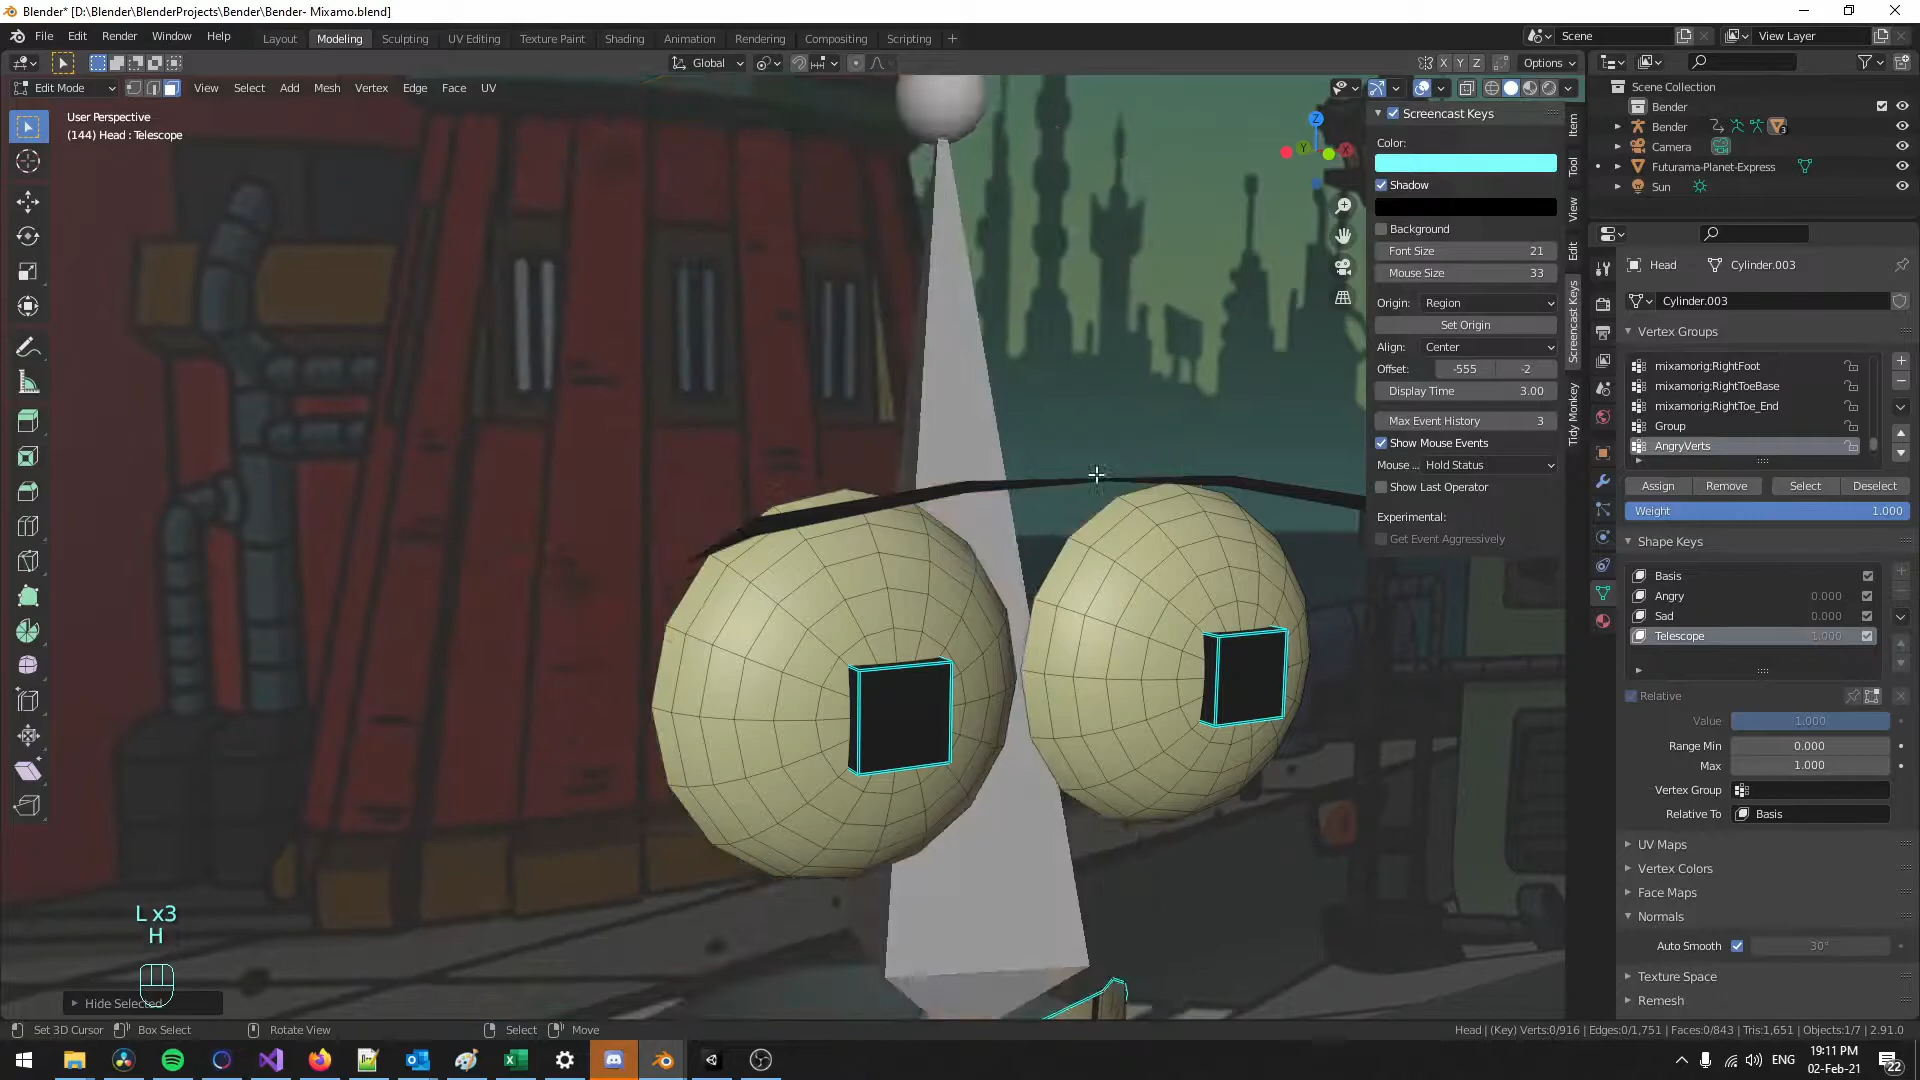 Blender* [D:\Blender\BlenderProjects\Bender\Bender- Mixamo.blend]
File Edit Render Window Help
Layout Modeling Sculpting UV Editing Texture Paint Shading Animation Rendering Compositing Scripting
Scene
View Layer
Global
X Y Z
Options
Edit Mode
View Select Add Mesh Vertex Edge Face UV
User Perspective
(144) Head : Telescope
Screencast Keys
Color:
Shadow
Background
Font Size 21
Mouse Size 33
Origin: Region
Set Origin
Align: Center
Offset: -555 -2
Display Time 3.00
Max Event History 3
Show Mouse Events
Mouse ... Hold Status
Show Last Operator
Experimental:
Get Event Aggressively
Item
Tool
View
Edit
Screencast Keys
Tidy Monkey
Scene Collection
Bender
Bender
3
Camera
Futurama-Planet-Express
Sun
Head Cylinder.003
Cylinder.003
Vertex Groups
mixamorig:RightFoot
mixamorig:RightToeBase
mixamorig:RightToe_End
Group
AngryVerts
Assign Remove Select Deselect
Weight 1.000
Shape Keys
Basis
Angry 0.000
Sad 0.000
Telescope 1.000
Relative
Value 1.000
Range Min 0.000
Max 1.000
Vertex Group
Relative To Basis
UV Maps
Vertex Colors
Face Maps
Normals
Auto Smooth 30°
Texture Space
Remesh
L x3
H
Hide Selected
Set 3D Cursor Box Select Rotate View Select Move
Head | (Key) Verts:0/916 | Edges:0/1,751 | Faces:0/843 | Tris:1,651 | Objects:1/7 | 2.91.0
ENG
19:11 PM
02-Feb-21
22